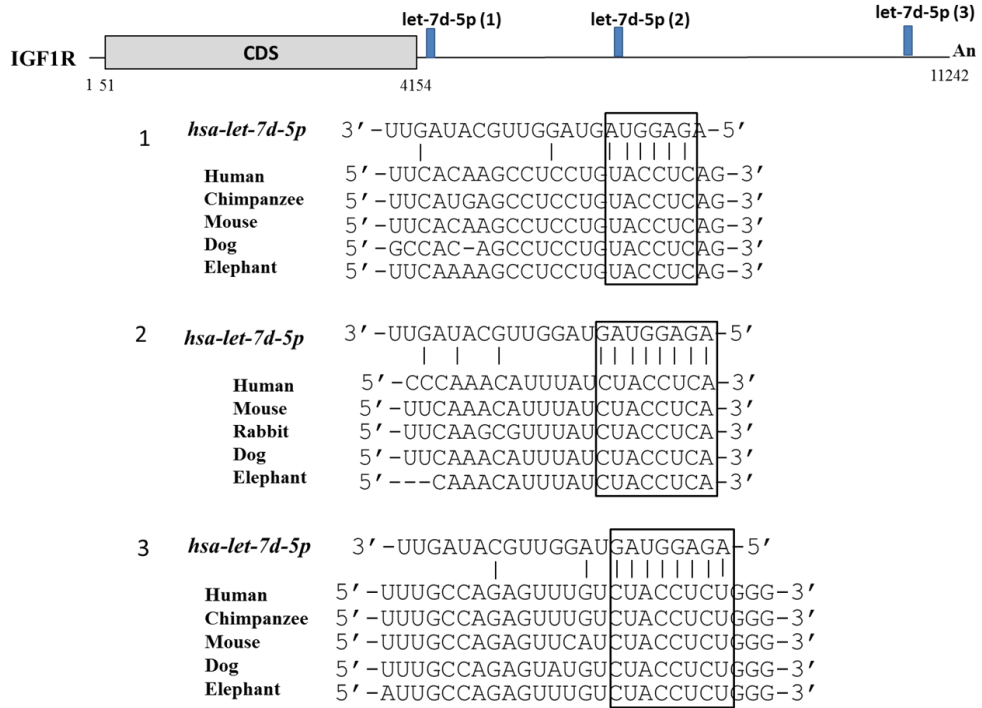 let-7d-5p (1) let-7d-5p (2) let-7d-5p (3)
IGF1R CDS An
1 51 4154 11242
1 hsa-let-7d-5p 3′-UUGAUACGUUGGAUGAUGGAGA-5′
Human 5′-UUCACAAGCCUCCUGUACCUCAG-3′
Chimpanzee 5′-UUCAUGAGCCUCCUGUACCUCAG-3′
Mouse 5′-UUCACAAGCCUCCUGUACCUCAG-3′
Dog 5′-GCCAC-AGCCUCCUGUACCUCAG-3′
Elephant 5′-UUCAAAAGCCUCCUGUACCUCAG-3′
2 hsa-let-7d-5p 3′-UUGAUACGUUGGAUGAUGGAGA-5′
Human 5′-CCCAAACAUUUAUCUACCUCA-3′
Mouse 5′-UUCAAACAUUUAUCUACCUCA-3′
Rabbit 5′-UUCAAGCGUUUAUCUACCUCA-3′
Dog 5′-UUCAAACAUUUAUCUACCUCA-3′
Elephant 5′---CAAACAUUUAUCUACCUCA-3′
3 hsa-let-7d-5p 3′-UUGAUACGUUGGAUGAUGGAGA-5′
Human 5′-UUUGCCAGAGUUUGUCUACCUCUGGG-3′
Chimpanzee 5′-UUUGCCAGAGUUUGUCUACCUCUGGG-3′
Mouse 5′-UUUGCCAGAGUUCAUCUACCUCUGGG-3′
Dog 5′-UUUGCCAGAGUAUGUCUACCUCUGGG-3′
Elephant 5′-AUUGCCAGAGUUUGUCUACCUCUGGG-3′